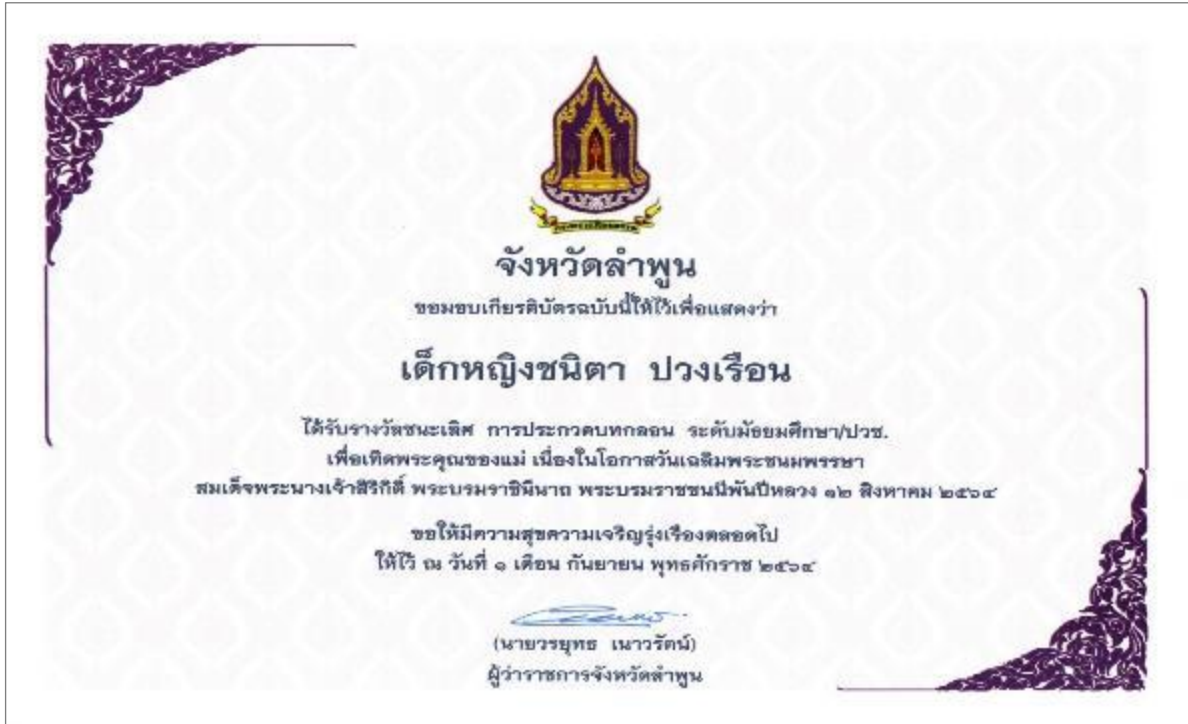 จังหวัดลำพูน
ขอมอบเกียรติบัตรฉบับนี้ให้ไว้เพื่อแสดงว่า
เด็กหญิงชนิตา ปวงเรือน
ได้รับรางวัลชนะเลิศ การประกวดบทกลอน ระดับมัธยมศึกษา/ปวช.
เพื่อเทิดพระคุณของแม่ เนื่องในโอกาสวันเฉลิมพระชนมพรรษา
สมเด็จพระนางเจ้าสิริกิติ์ พระบรมราชินีนาถ พระบรมราชชนนีพันปีหลวง ๑๒ สิงหาคม ๒๕๖๔
ขอให้มีความสุขความเจริญรุ่งเรืองตลอดไป
ให้ไว้ ณ วันที่ ๑ เดือน กันยายน พุทธศักราช ๒๕๖๔
(นายวรยุทธ เนาวรัตน์)
ผู้ว่าราชการจังหวัดลำพูน